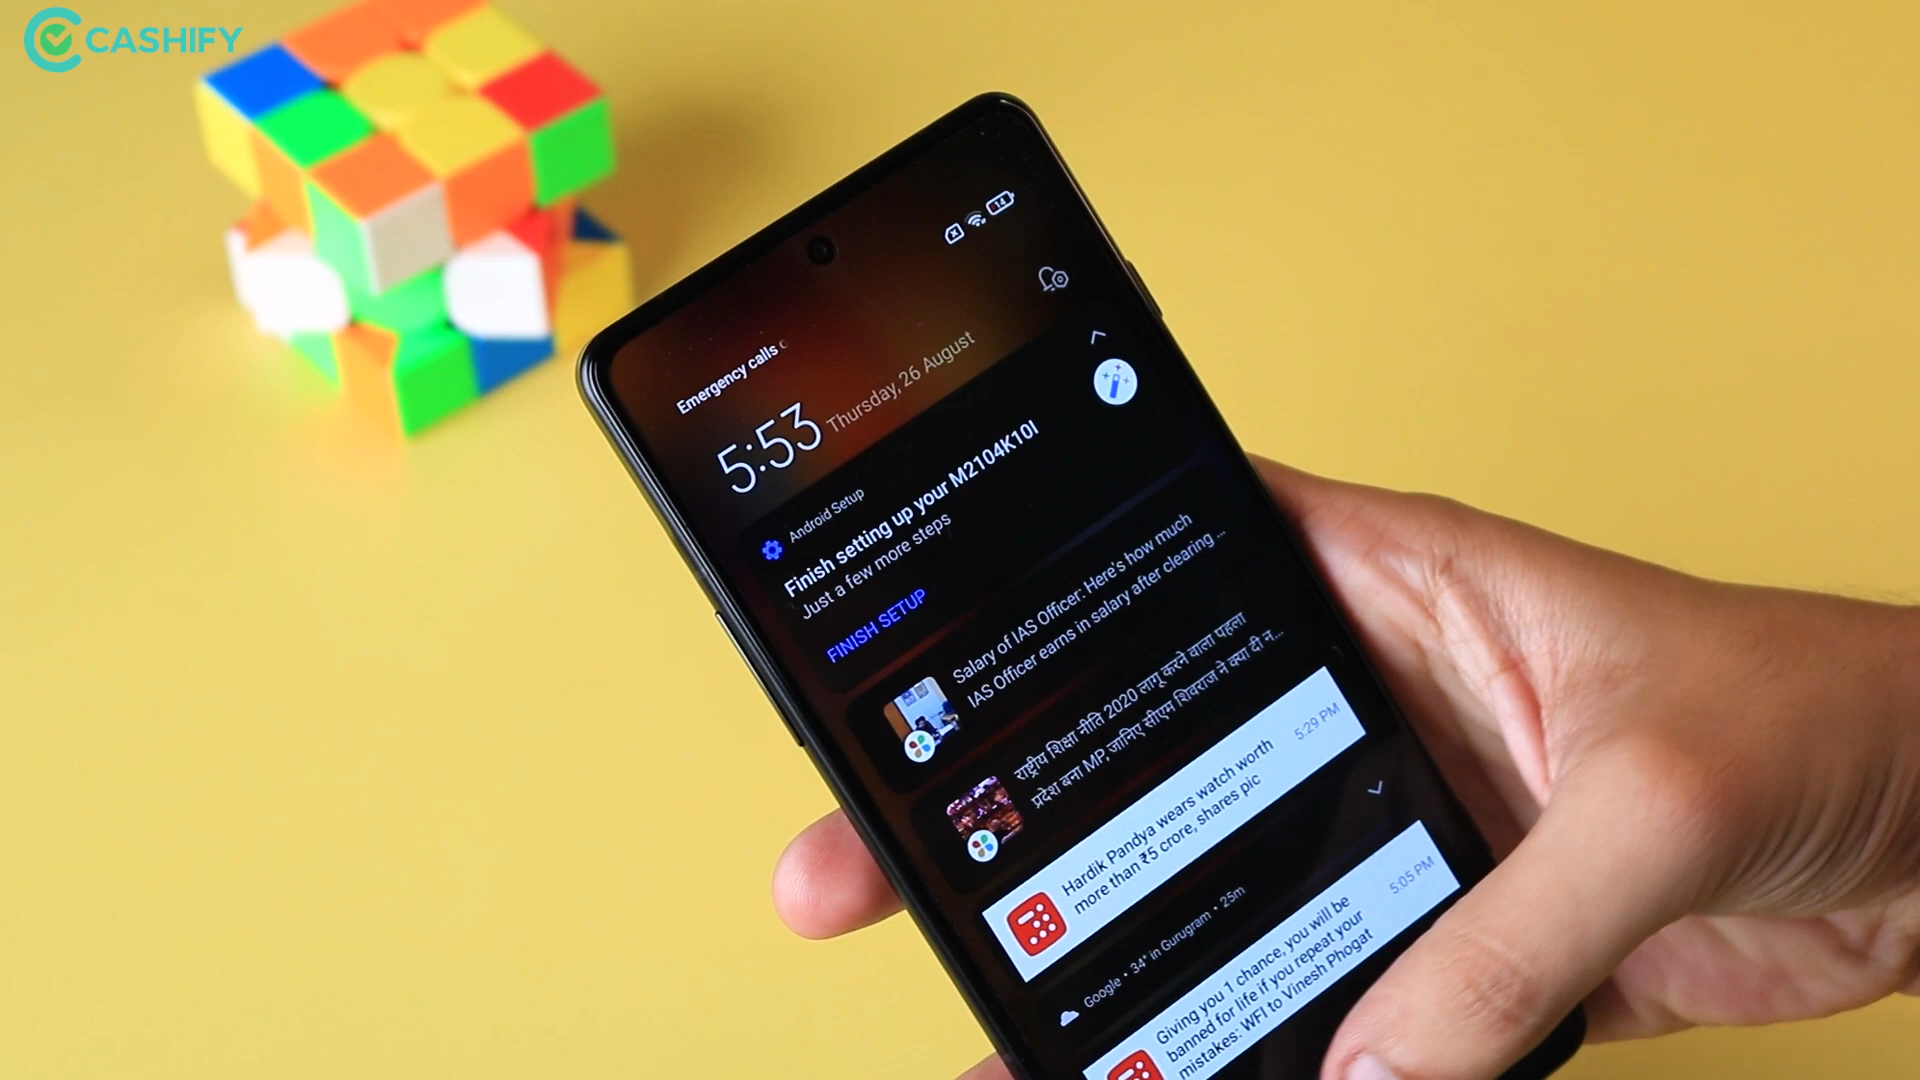 CASHIFY
14
Emergency calls
5:53 Thursday, 26 August
Android Setup
Finish setting up your M2104K10I
Just a few more steps
FINISH SETUP
Salary of IAS Officer: Here's how much
IAS Officer earns in salary after clearing ...
राष्ट्रीय शिक्षा नीति 2020 लागू करने वाला पहला
प्रदेश बना MP, जानिए सीएम शिवराज ने क्या दी न...
Hardik Pandya wears watch worth
more than ₹5 crore, shares pic
5:29 PM
Google • 34° in Gurugram • 25m
Giving you 1 chance, you will be
banned for life if you repeat your
mistakes: WFI to Vinesh Phogat
5:05 PM